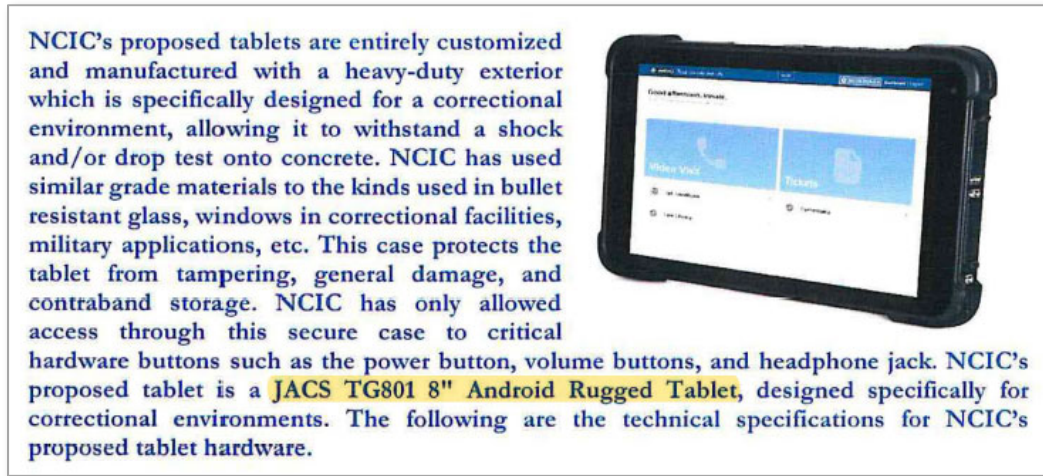 NCIC's proposed tablets are entirely customized
and manufactured with a heavy-duty exterior
which is specifically designed for a correctional
environment, allowing it to withstand a shock
and/or drop test onto concrete. NCIC has used
similar grade materials to the kinds used in bullet
resistant glass, windows in correctional facilities,
military applications, etc. This case protects the
tablet from tampering, general damage, and
contraband storage. NCIC has only allowed
access through this secure case to critical
hardware buttons such as the power button, volume buttons, and headphone jack. NCIC's
proposed tablet is a JACS TG801 8" Android Rugged Tablet, designed specifically for
correctional environments. The following are the technical specifications for NCIC's
proposed tablet hardware.
Good afternoon,
Video Visit
Tickets